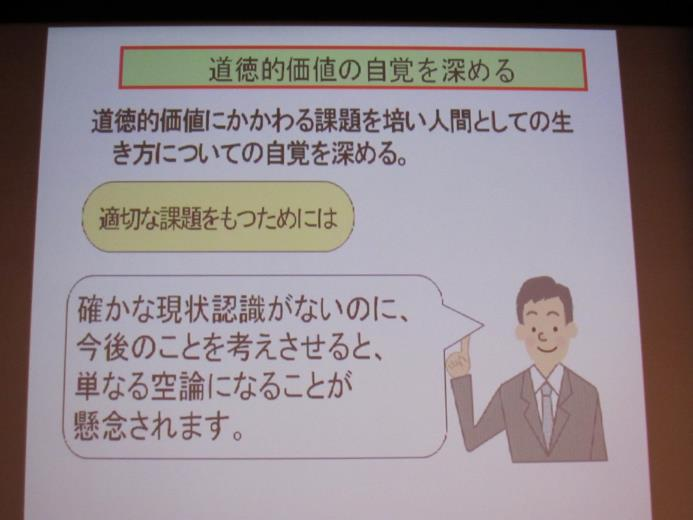 道徳的価値の自覚を深める
道徳的価値にかかわる課題を培い人間としての生
き方についての自覚を深める。
適切な課題をもつためには
確かな現状認識がないのに、
今後のことを考えさせると、
単なる空論になることが
懸念されます。